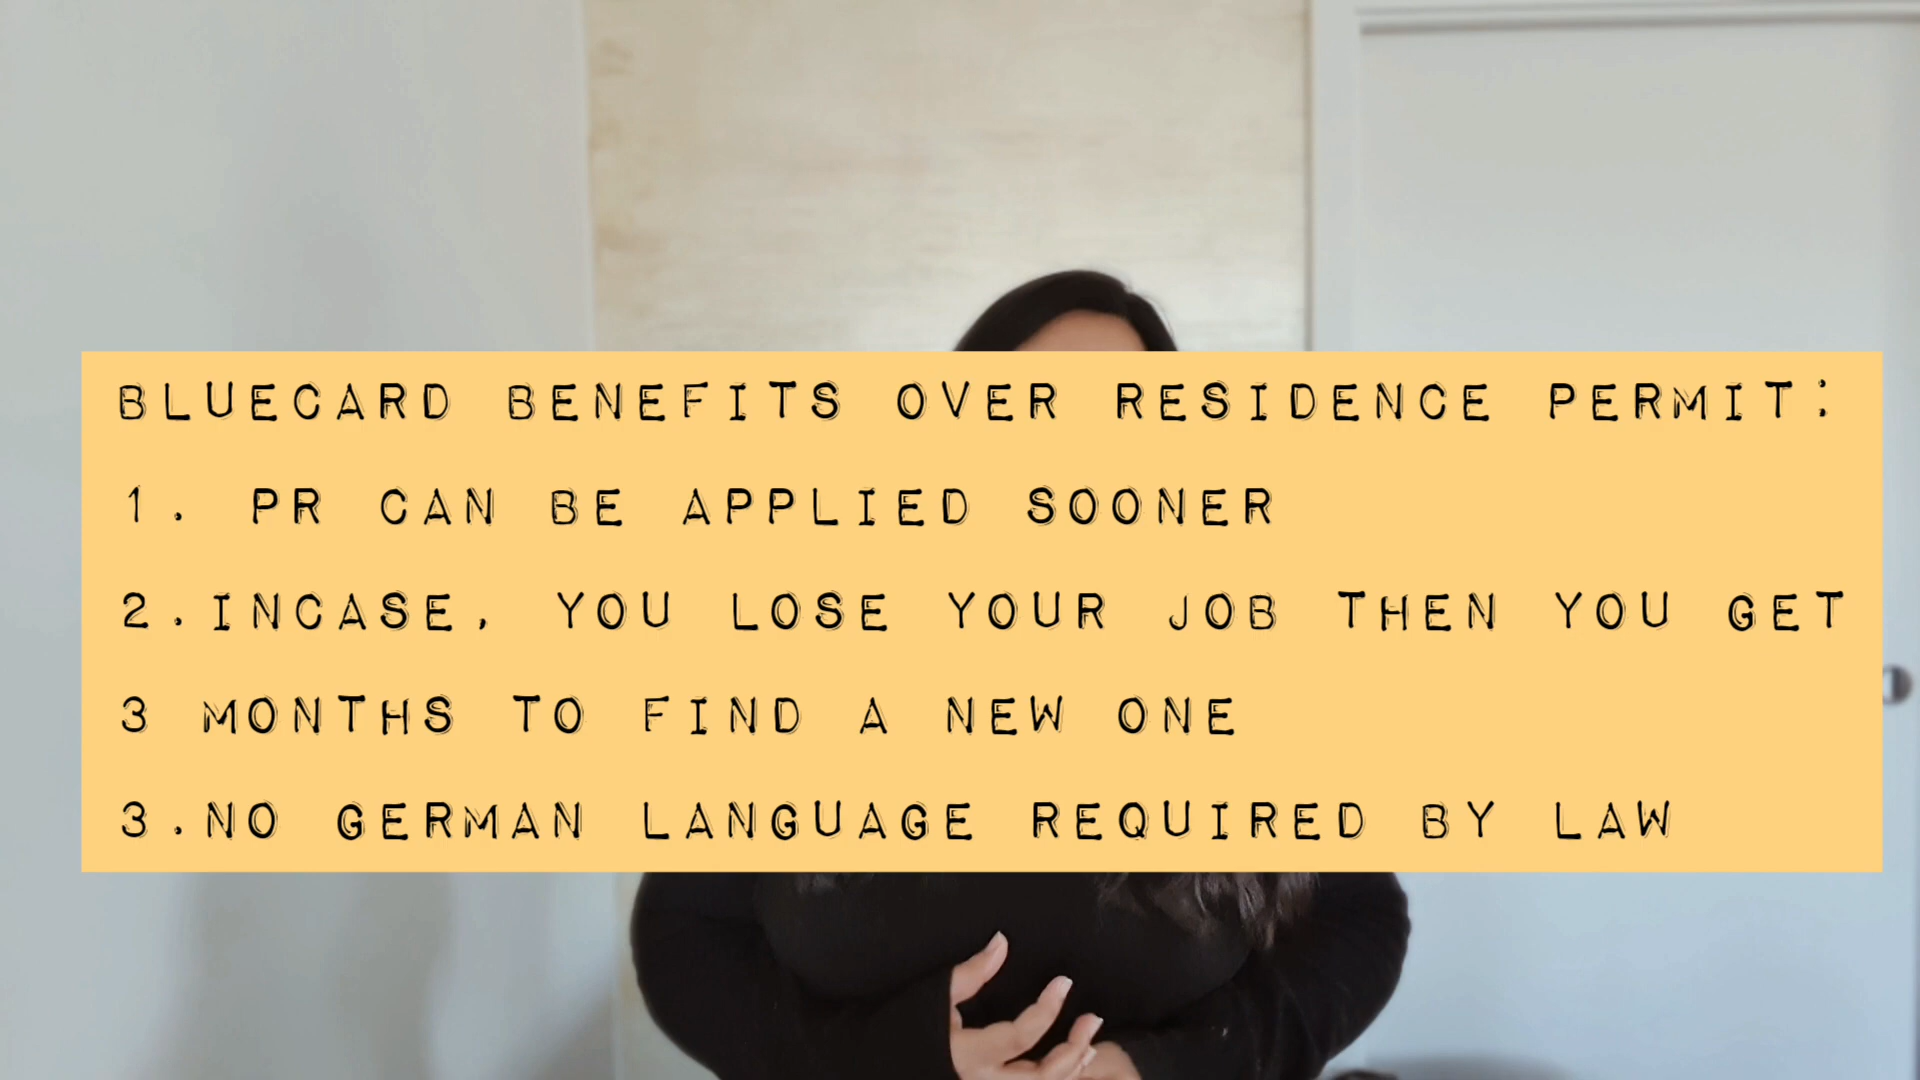 BLUECARD BENEFITS OVER RESIDENCE PERMIT:
1. PR CAN BE APPLIED SOONER
2.INCASE, YOU LOSE YOUR JOB THEN YOU GET
3 MONTHS TO FIND A NEW ONE
3.NO GERMAN LANGUAGE REQUIRED BY LAW